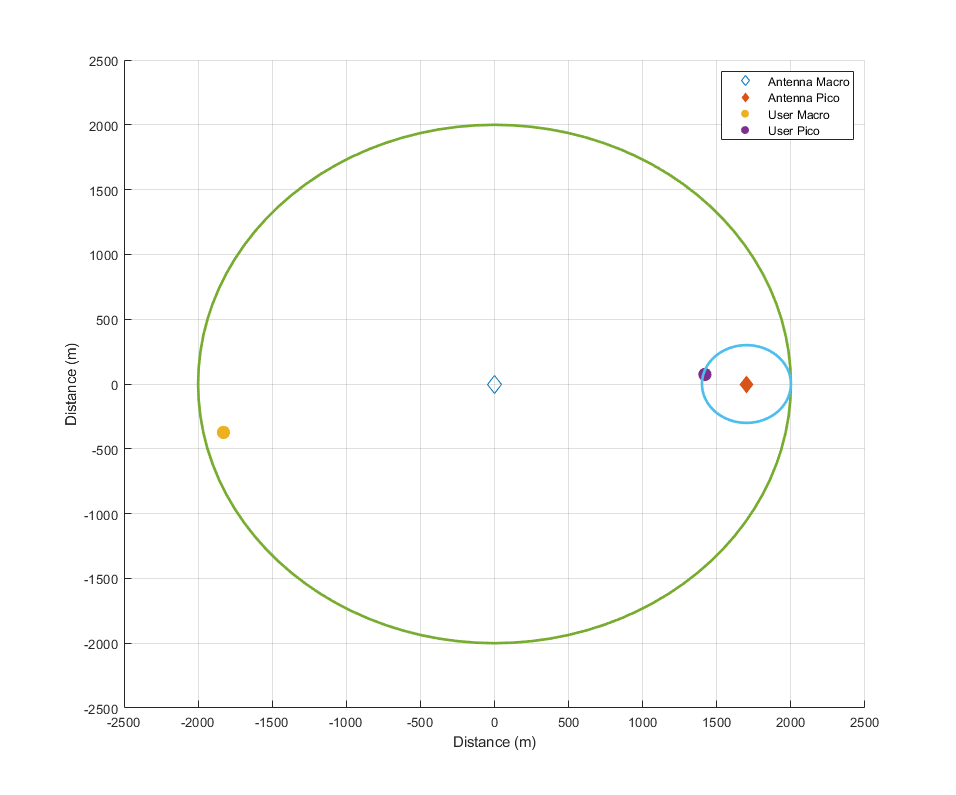 2500
2000
1500
1000
500
0
-500
-1000
-1500
-2000
-2500
Distance (m)
Antenna Macro
Antenna Pico
User Macro
User Pico
-2500 -2000 -1500 -1000 -500 0 500 1000 1500 2000 2500
Distance (m)